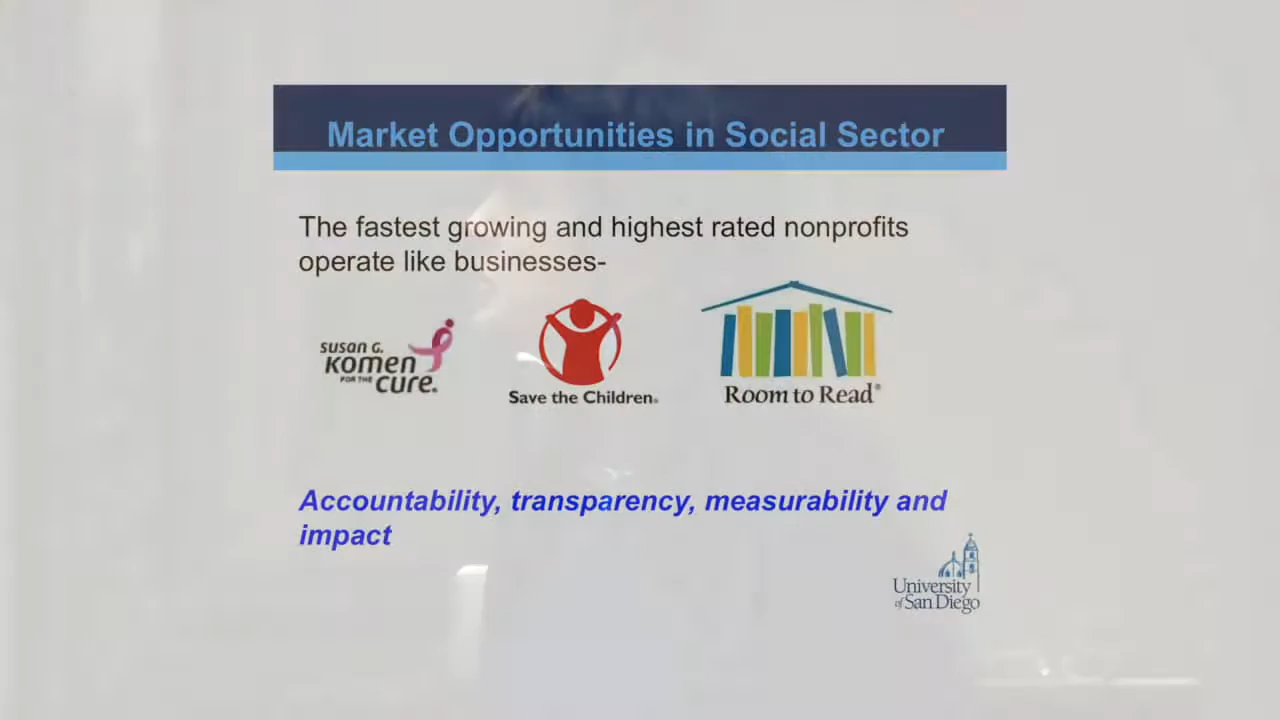 Market Opportunities in Social Sector
The fastest growing and highest rated nonprofits
operate like businesses-
susan G.
Komen
FOR THE
cure®
Save the Children®
Room to Read®
Accountability, transparency, measurability and
impact
University
of San Diego